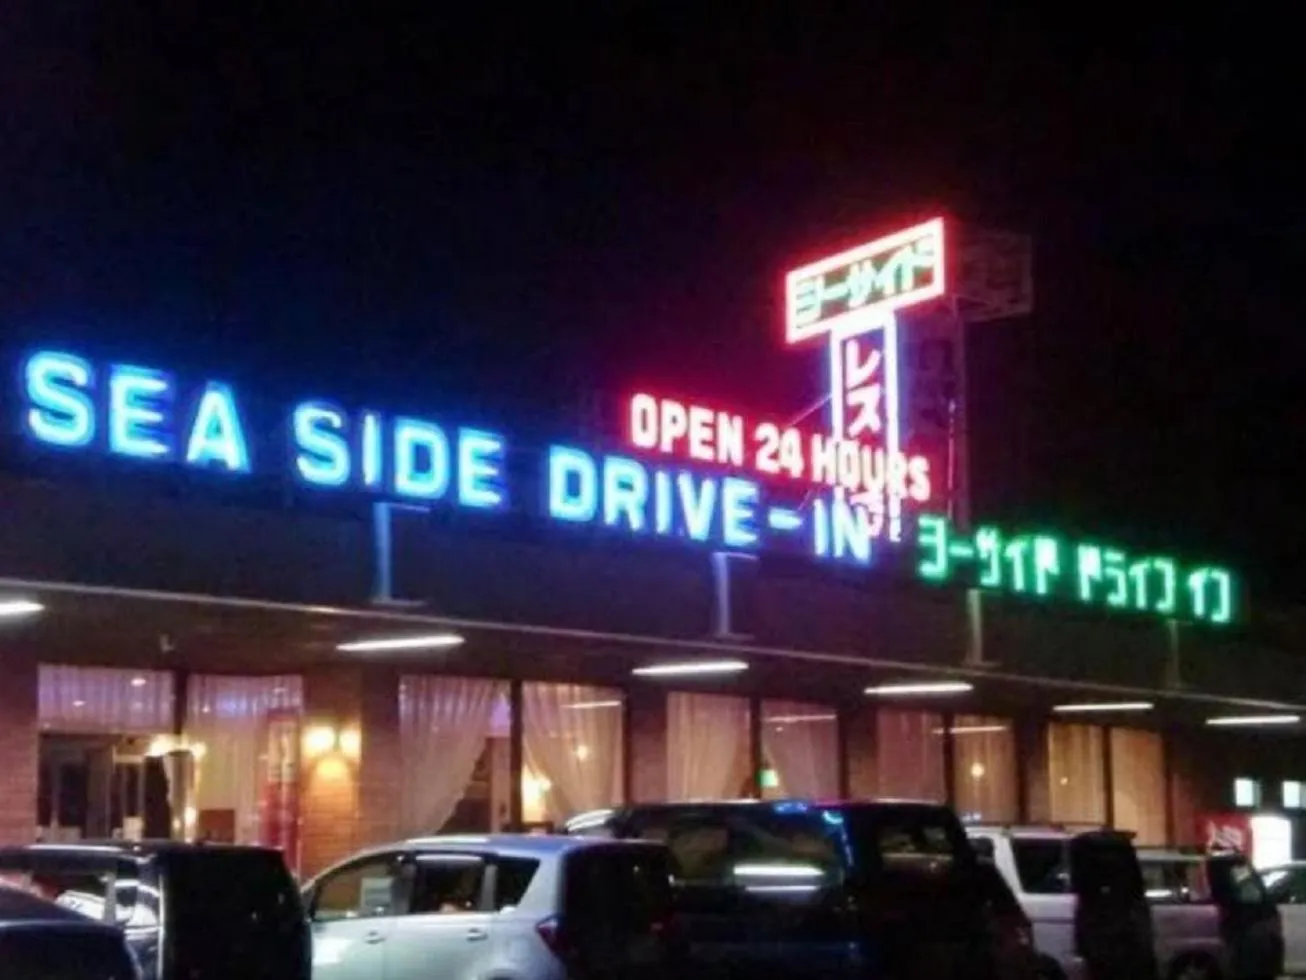 シーサイド
レスト
OPEN 24 HOURS
SEA SIDE DRIVE-IN
シーサイド ドライブ イン